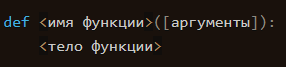 def <имя функции>([аргументы]):
    <тело функции>